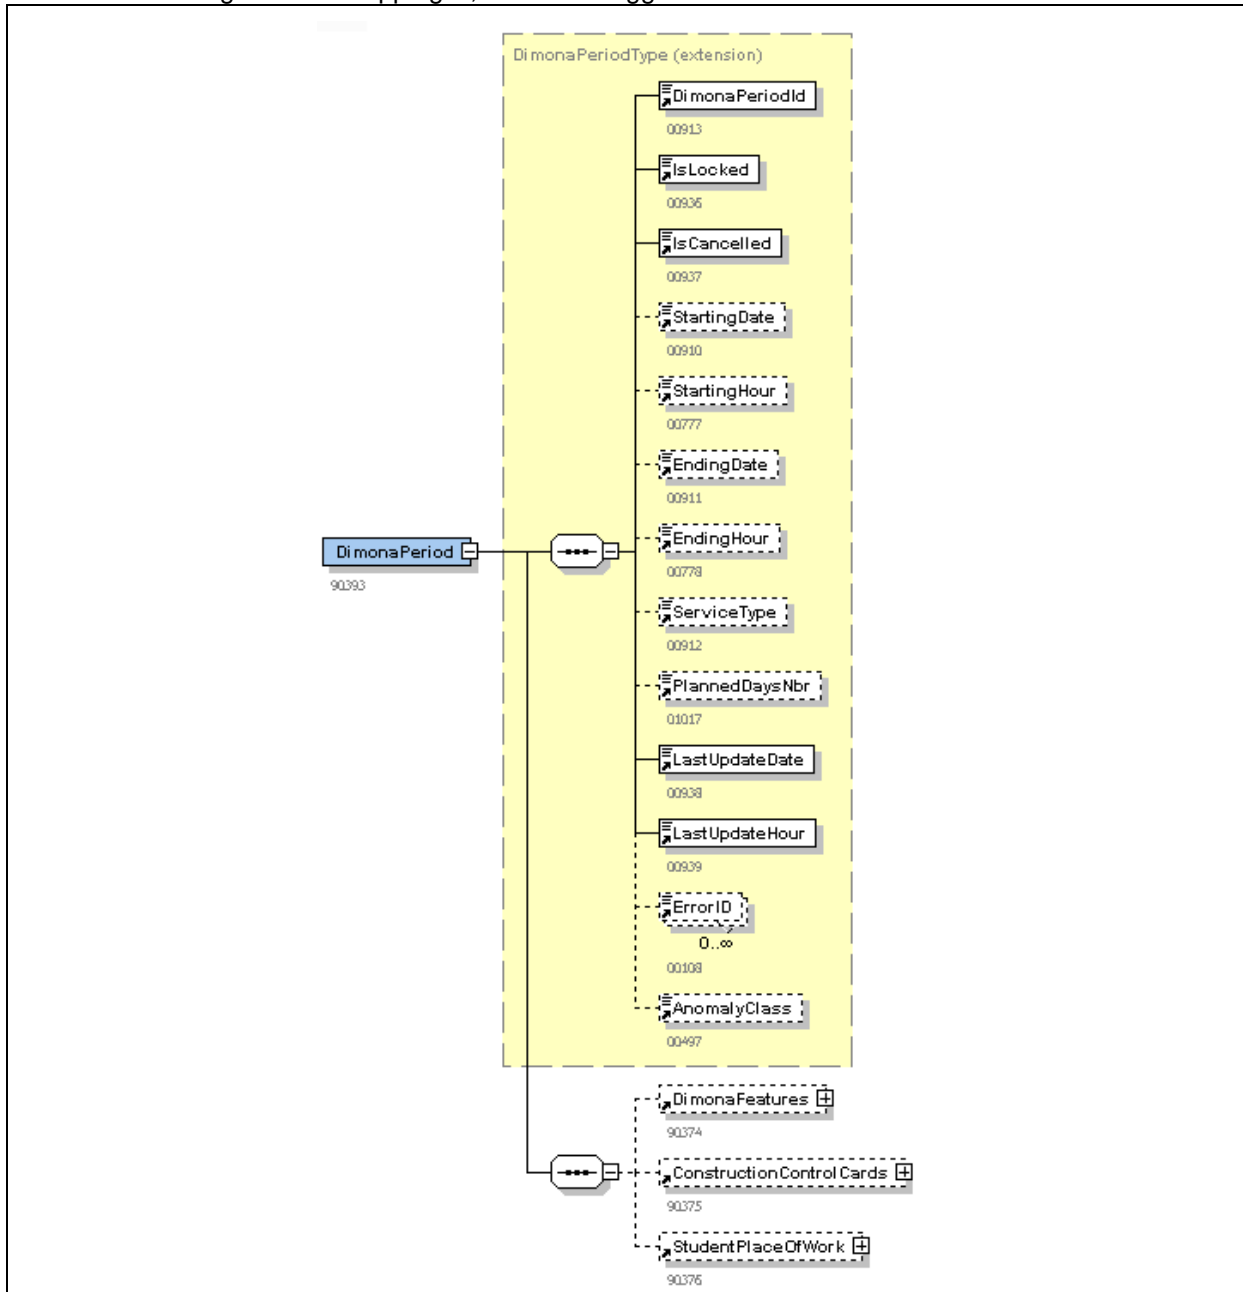 DimonaPeriodType (extension)
DimonaPeriodId
00913
IsLocked
00936
IsCancelled
00937
StartingDate
00910
StartingHour
00777
EndingDate
00911
DimonaPeriod
90393
EndingHour
00778
ServiceType
00912
PlannedDaysNbr
01017
LastUpdateDate
00938
LastUpdateHour
00939
ErrorID
0..∞
00108
AnomalyClass
00497
DimonaFeatures
90374
ConstructionControlCards
90375
StudentPlaceOfWork
90376